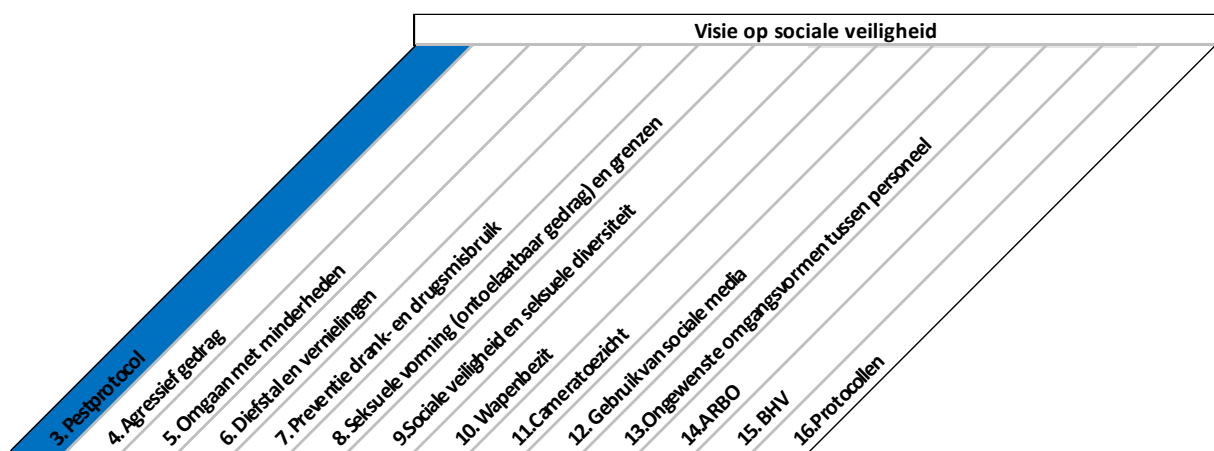 Visie op sociale veiligheid
3. Pestprotocol
4. Agressief gedrag
5. Omgaan met minderheden
6. Diefstal en vernielingen
7. Preventie drank- en drugsmisbruik
8. Seksuele vorming (ontoelaatbaar gedrag) en grenzen
9.Sociale veiligheid en seksuele diversiteit
10. Wapenbezit
11.Cameratoezicht
12. Gebruik van sociale media
13.Ongewenste omgangsvormen tussen personeel
14.ARBO
15. BHV
16.Protocollen